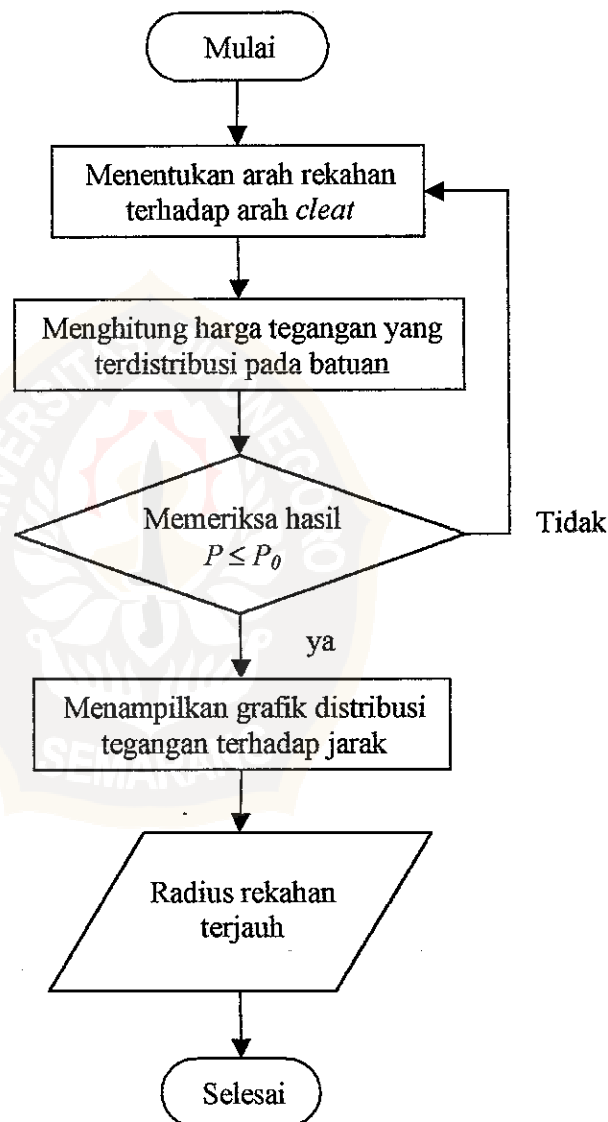 Mulai
Menentukan arah rekahan
terhadap arah cleat
Menghitung harga tegangan yang
terdistribusi pada batuan
Memeriksa hasil
P ≤ P₀
Tidak
ya
Menampilkan grafik distribusi
tegangan terhadap jarak
SEMARANG
Radius rekahan
terjauh
Selesai